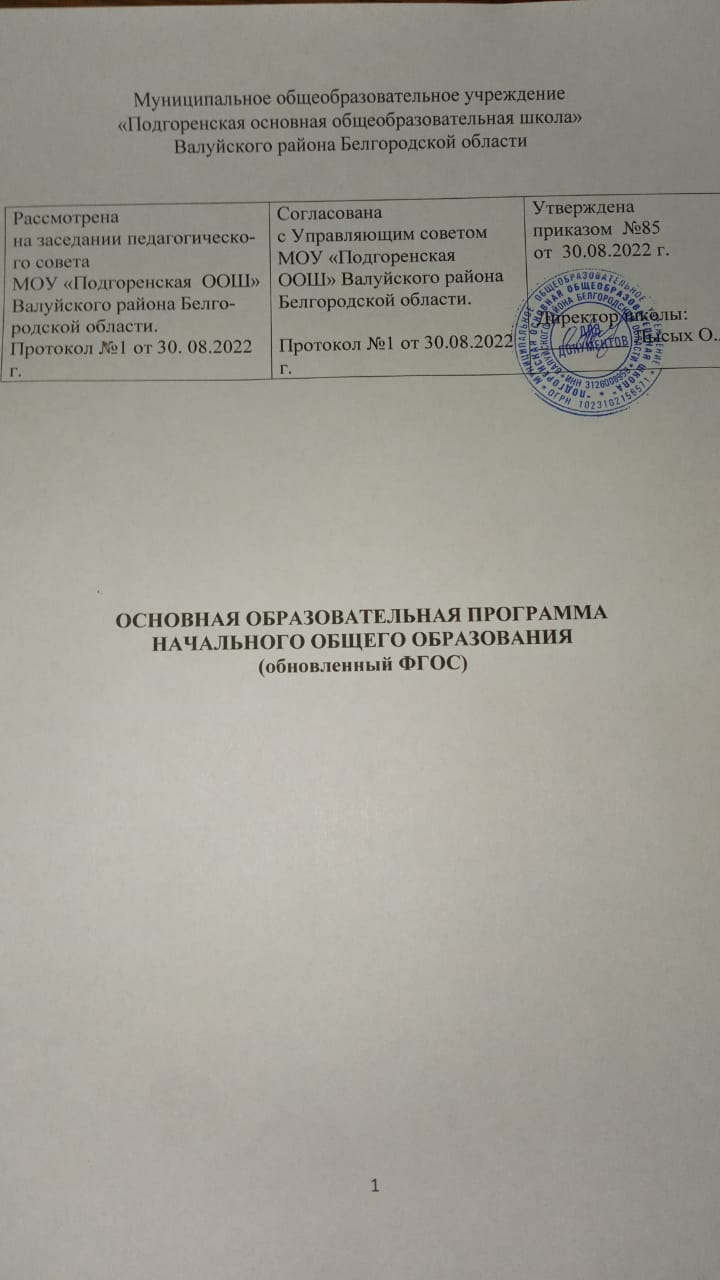 Муниципальное общеобразовательное учреждение
«Подгоренская основная общеобразовательная школа»
Валуйского района Белгородской области
Рассмотрена
на заседании педагогическо-
го совета
МОУ «Подгоренская ООШ»
Валуйского района Белго-
родской области.
Протокол №1 от 30. 08.2022
г.
Согласована
с Управляющим советом
МОУ «Подгоренская
ООШ» Валуйского района
Белгородской области.
Протокол №1 от 30.08.2022
г.
Утверждена
приказом №85
от 30.08.2022 г.
Директор школы:
Лысых О.
ДЛЯ
ДОКУМЕНТОВ
ОСНОВНАЯ ОБРАЗОВАТЕЛЬНАЯ ПРОГРАММА
НАЧАЛЬНОГО ОБЩЕГО ОБРАЗОВАНИЯ
(обновленный ФГОС)
1